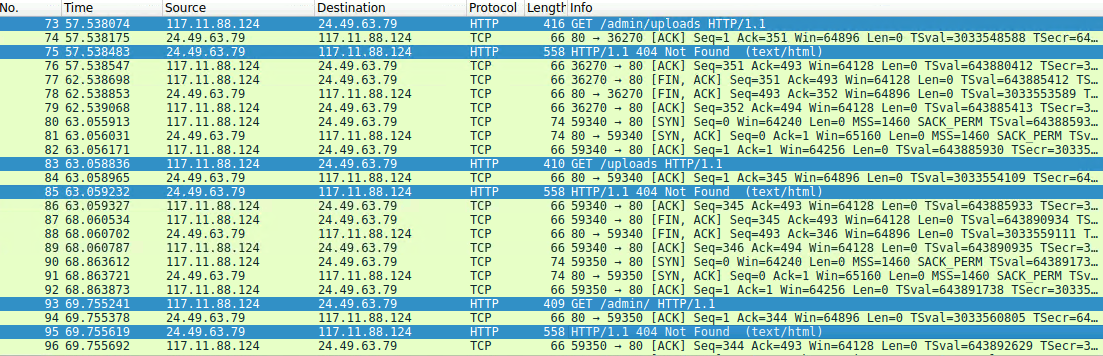 No. Time Source Destination Protocol Length Info
73 57.538074 117.11.88.124 24.49.63.79 HTTP 416 GET /admin/uploads HTTP/1.1
74 57.538175 24.49.63.79 117.11.88.124 TCP 66 80 → 36270 [ACK] Seq=1 Ack=351 Win=64896 Len=0 TSval=3033548588 TSecr=64…
75 57.538483 24.49.63.79 117.11.88.124 HTTP 559 HTTP/1.1 404 Not Found (text/html)
76 57.538547 117.11.88.124 24.49.63.79 TCP 66 36270 → 80 [ACK] Seq=351 Ack=493 Win=64128 Len=0 TSval=643880412 TSecr=3…
77 62.538698 117.11.88.124 24.49.63.79 TCP 66 36270 → 80 [FIN, ACK] Seq=351 Ack=493 Win=64128 Len=0 TSval=643885412 TS…
78 62.538853 24.49.63.79 117.11.88.124 TCP 66 80 → 36270 [FIN, ACK] Seq=493 Ack=352 Win=64896 Len=0 TSval=3033553589 T…
79 62.539068 117.11.88.124 24.49.63.79 TCP 66 36270 → 80 [ACK] Seq=352 Ack=494 Win=64128 Len=0 TSval=643885413 TSecr=3…
80 63.055913 117.11.88.124 24.49.63.79 TCP 74 59340 → 80 [SYN] Seq=0 Win=64240 Len=0 MSS=1460 SACK_PERM TSval=64388593…
81 63.056031 24.49.63.79 117.11.88.124 TCP 74 80 → 59340 [SYN, ACK] Seq=0 Ack=1 Win=65160 Len=0 MSS=1460 SACK_PERM TSv…
82 63.056171 117.11.88.124 24.49.63.79 TCP 66 59340 → 80 [ACK] Seq=1 Ack=1 Win=64256 Len=0 TSval=643885930 TSecr=30335…
83 63.058836 117.11.88.124 24.49.63.79 HTTP 410 GET /uploads HTTP/1.1
84 63.058965 24.49.63.79 117.11.88.124 TCP 66 80 → 59340 [ACK] Seq=1 Ack=345 Win=64896 Len=0 TSval=3033554109 TSecr=64…
85 63.059232 24.49.63.79 117.11.88.124 HTTP 558 HTTP/1.1 404 Not Found (text/html)
86 63.059327 117.11.88.124 24.49.63.79 TCP 66 59340 → 80 [ACK] Seq=345 Ack=493 Win=64128 Len=0 TSval=643885933 TSecr=3…
87 68.060534 117.11.88.124 24.49.63.79 TCP 66 59340 → 80 [FIN, ACK] Seq=345 Ack=493 Win=64128 Len=0 TSval=643890934 TS…
88 68.060702 24.49.63.79 117.11.88.124 TCP 66 80 → 59340 [FIN, ACK] Seq=493 Ack=346 Win=64896 Len=0 TSval=3033559111 T…
89 68.060787 117.11.88.124 24.49.63.79 TCP 66 59340 → 80 [ACK] Seq=346 Ack=494 Win=64128 Len=0 TSval=643890935 TSecr=3…
90 68.863612 117.11.88.124 24.49.63.79 TCP 74 59350 → 80 [SYN] Seq=0 Win=64240 Len=0 MSS=1460 SACK_PERM TSval=64389173…
91 68.863721 24.49.63.79 117.11.88.124 TCP 74 80 → 59350 [SYN, ACK] Seq=0 Ack=1 Win=65160 Len=0 MSS=1460 SACK_PERM TSv…
92 68.863873 117.11.88.124 24.49.63.79 TCP 66 59350 → 80 [ACK] Seq=1 Ack=1 Win=64256 Len=0 TSval=643891738 TSecr=30335…
93 69.755241 117.11.88.124 24.49.63.79 HTTP 409 GET /admin/ HTTP/1.1
94 69.755378 24.49.63.79 117.11.88.124 TCP 66 80 → 59350 [ACK] Seq=1 Ack=344 Win=64896 Len=0 TSval=3033560805 TSecr=64…
95 69.755619 24.49.63.79 117.11.88.124 HTTP 558 HTTP/1.1 404 Not Found (text/html)
96 69.755692 117.11.88.124 24.49.63.79 TCP 66 59350 → 80 [ACK] Seq=344 Ack=493 Win=64128 Len=0 TSval=643892629 TSecr=3…